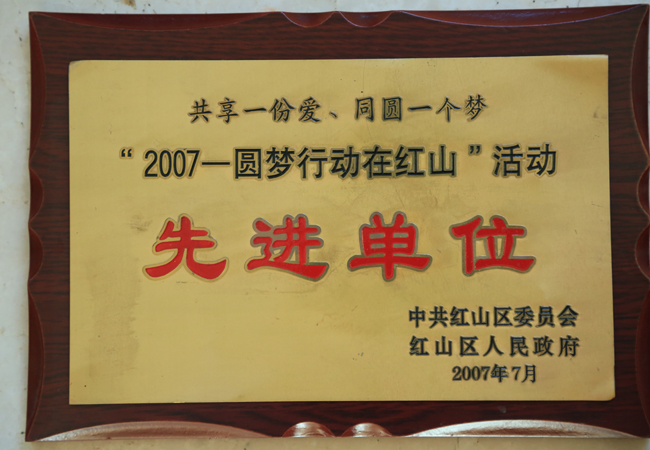 共享一份爱、同圆一个梦
“2007—圆梦行动在红山”活动
先进单位
中共红山区委员会
红山区人民政府
2007年7月